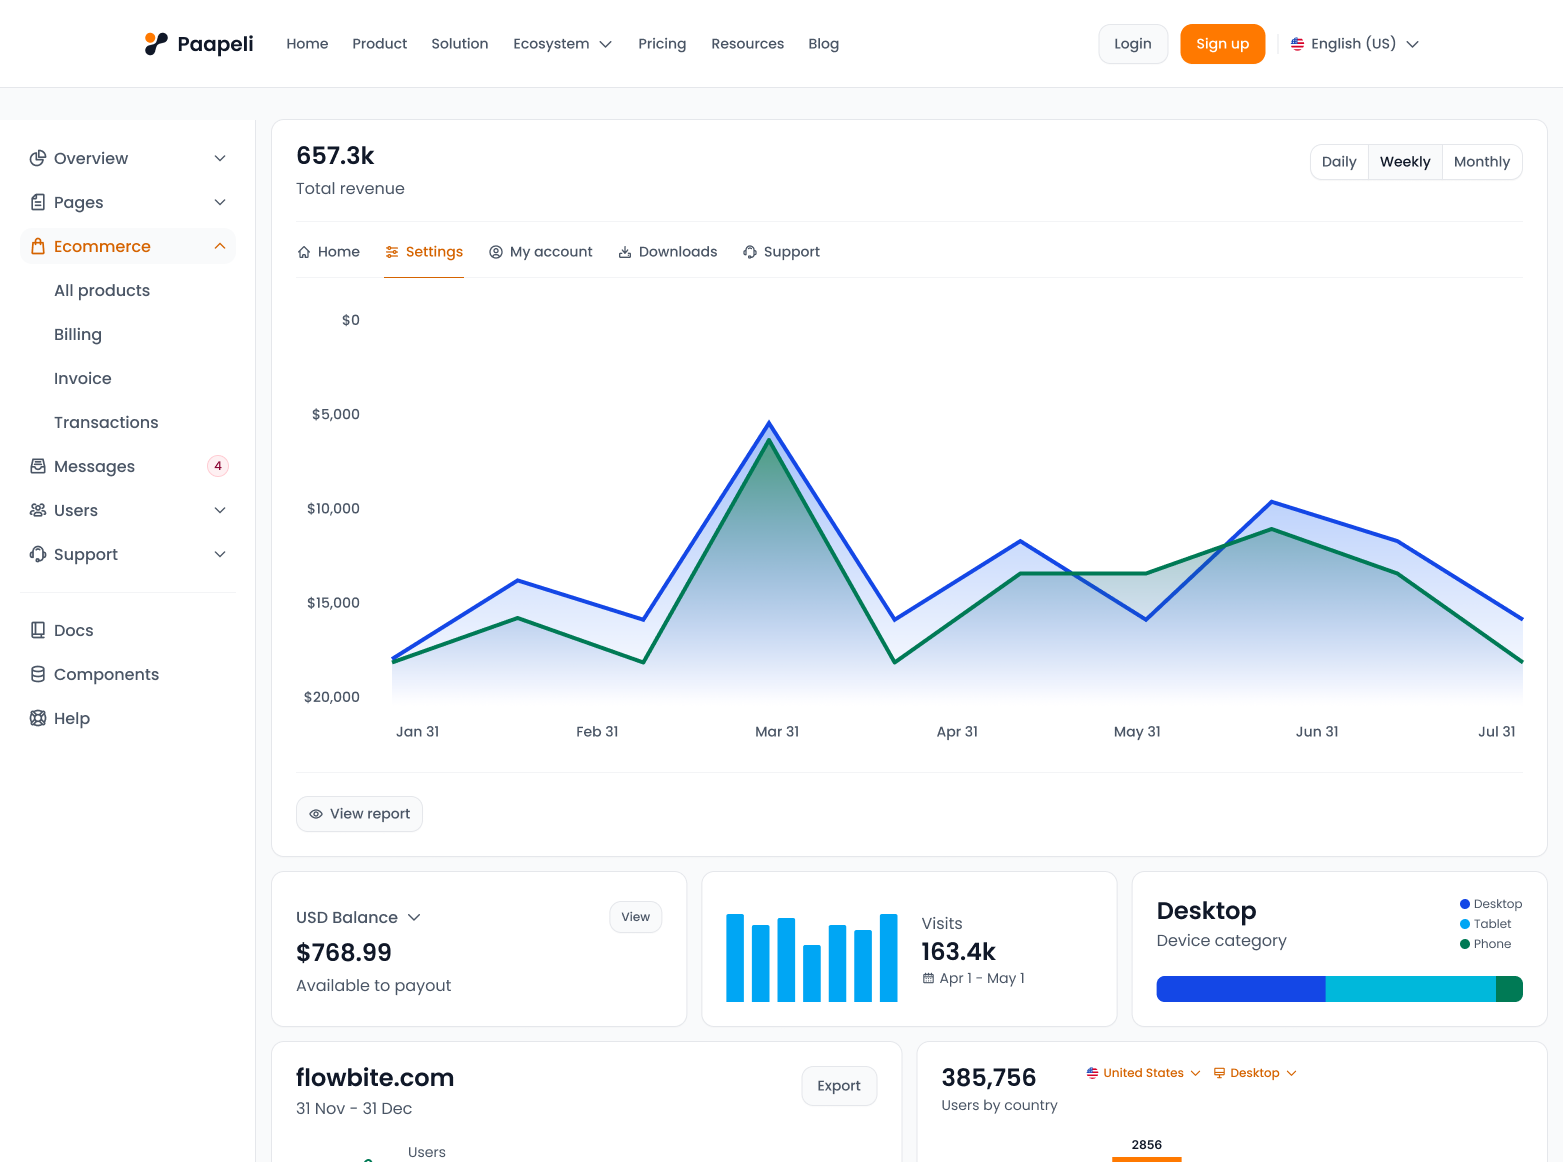 Paapeli
Home Product Solution Ecosystem Pricing Resources Blog
Login Sign up English (US)
Overview
Pages
Ecommerce
All products
Billing
Invoice
Transactions
Messages 4
Users
Support
Docs
Components
Help
657.3k
Total revenue
Daily Weekly Monthly
Home Settings My account Downloads Support
$0
$5,000
$10,000
$15,000
$20,000
Jan 31 Feb 31 Mar 31 Apr 31 May 31 Jun 31 Jul 31
View report
USD Balance
View
$768.99
Available to payout
Visits
163.4k
Apr 1 - May 1
Desktop
Device category
Desktop
Tablet
Phone
flowbite.com
31 Nov - 31 Dec
Export
Users
385,756
Users by country
United States Desktop
2856